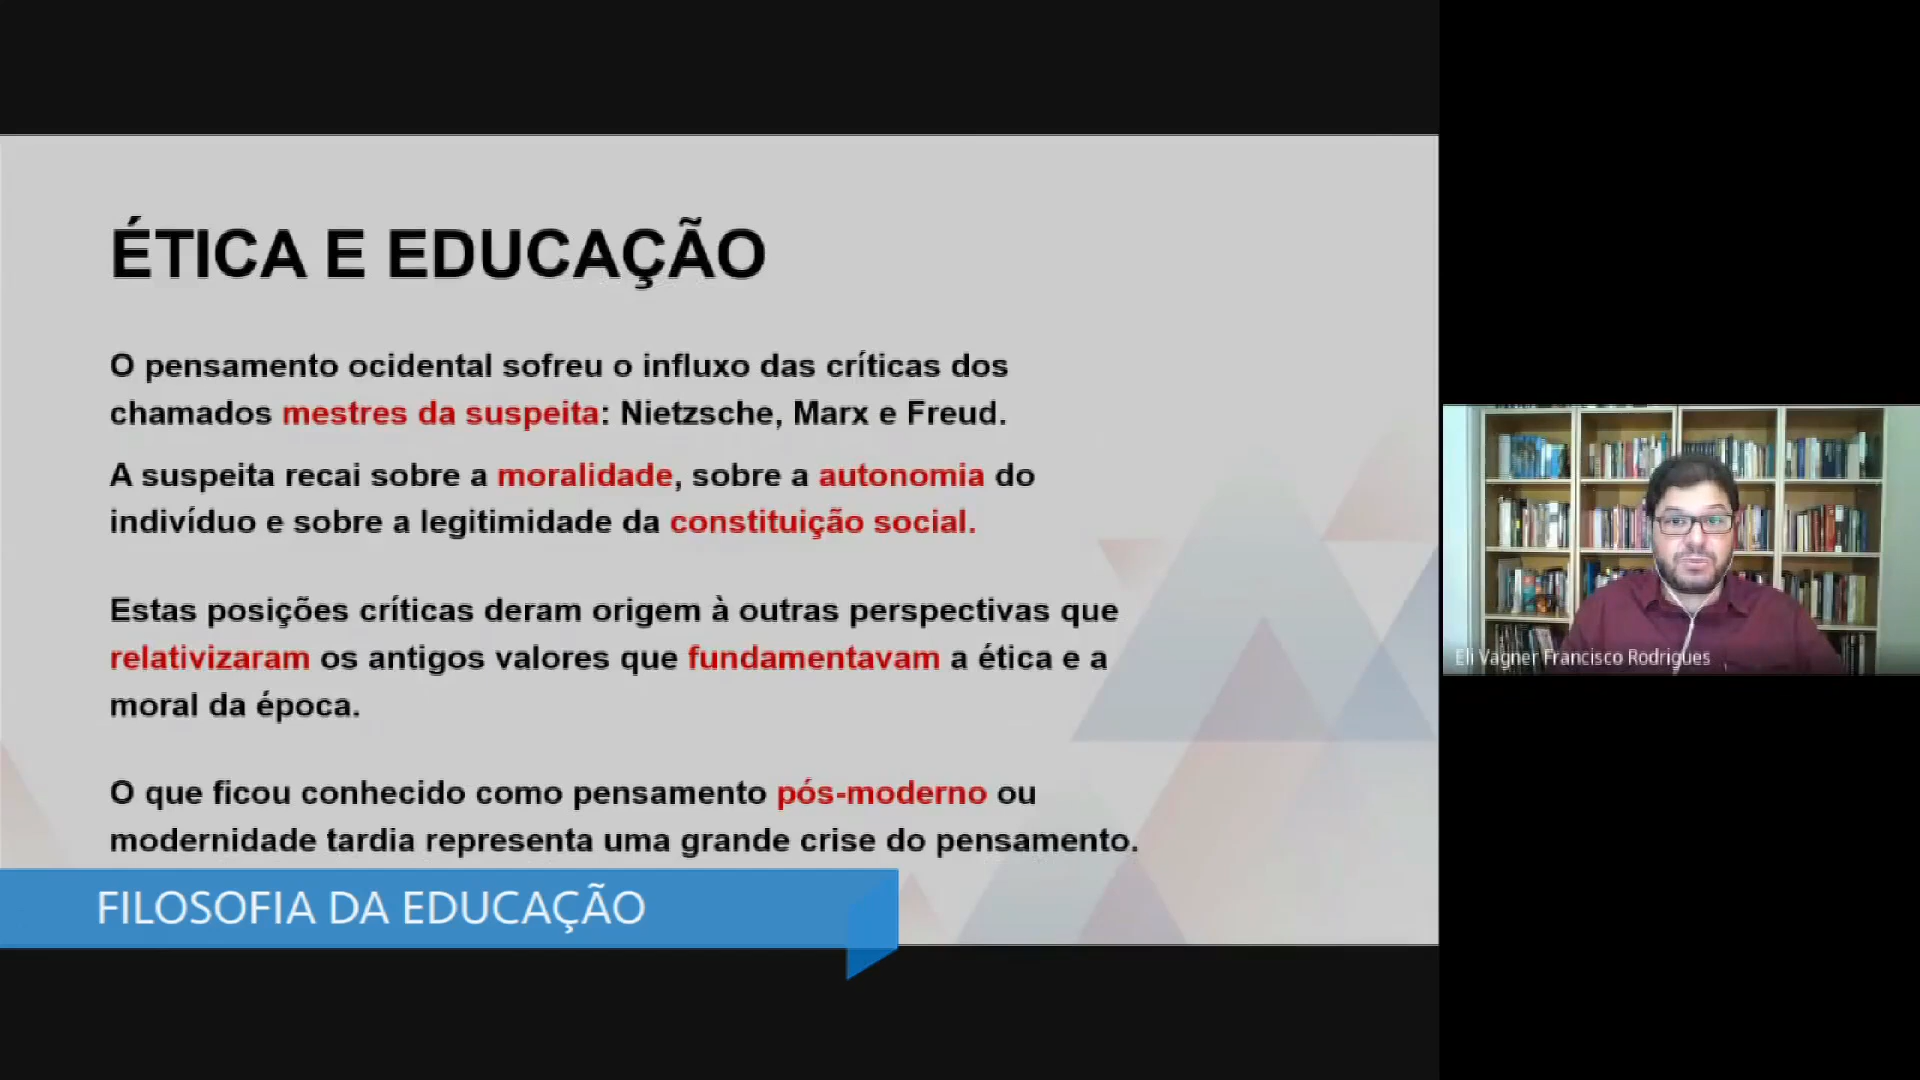 ÉTICA E EDUCAÇÃO
O pensamento ocidental sofreu o influxo das críticas dos
chamados mestres da suspeita: Nietzsche, Marx e Freud.
A suspeita recai sobre a moralidade, sobre a autonomia do
indivíduo e sobre a legitimidade da constituição social.
Estas posições críticas deram origem à outras perspectivas que
relativizaram os antigos valores que fundamentavam a ética e a
moral da época.
O que ficou conhecido como pensamento pós-moderno ou
modernidade tardia representa uma grande crise do pensamento.
FILOSOFIA DA EDUCAÇÃO
Eli Vagner Francisco Rodrigues